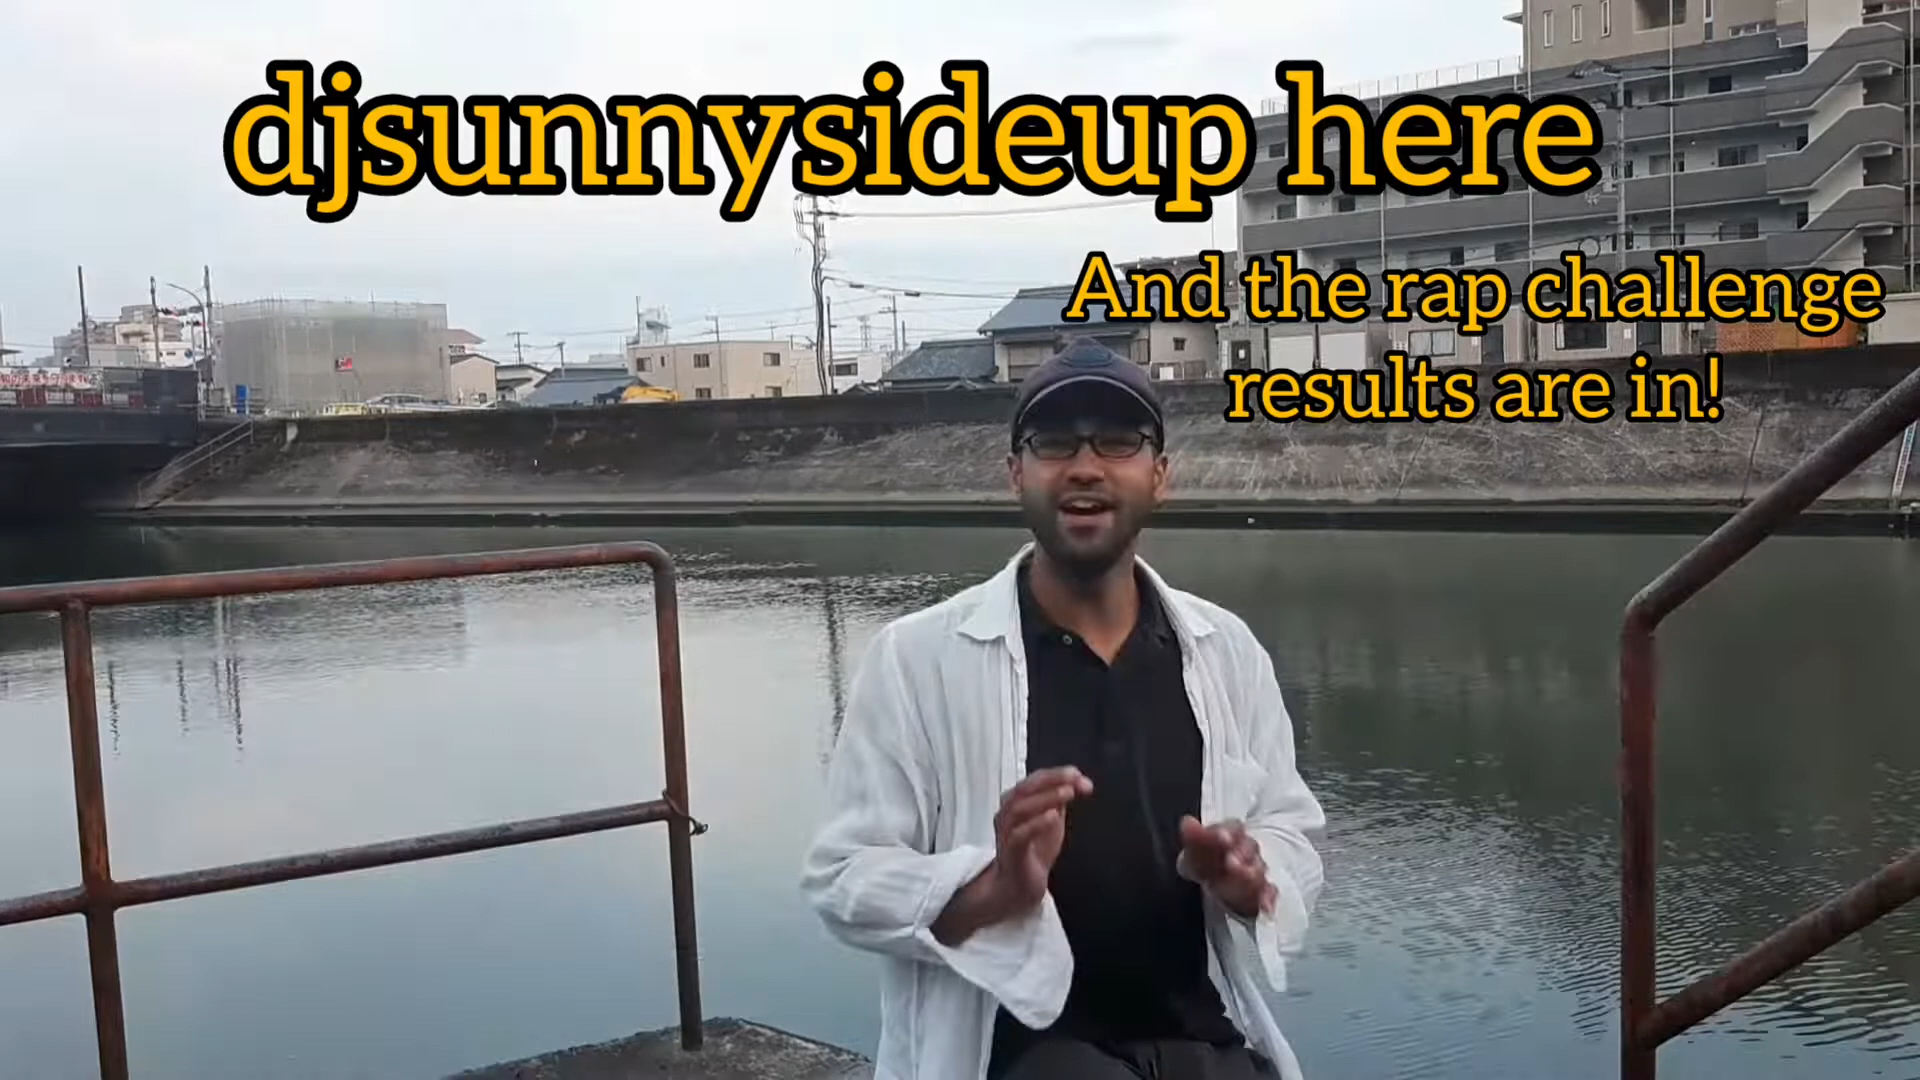 djsunnysideup here
And the rap challenge
results are in!